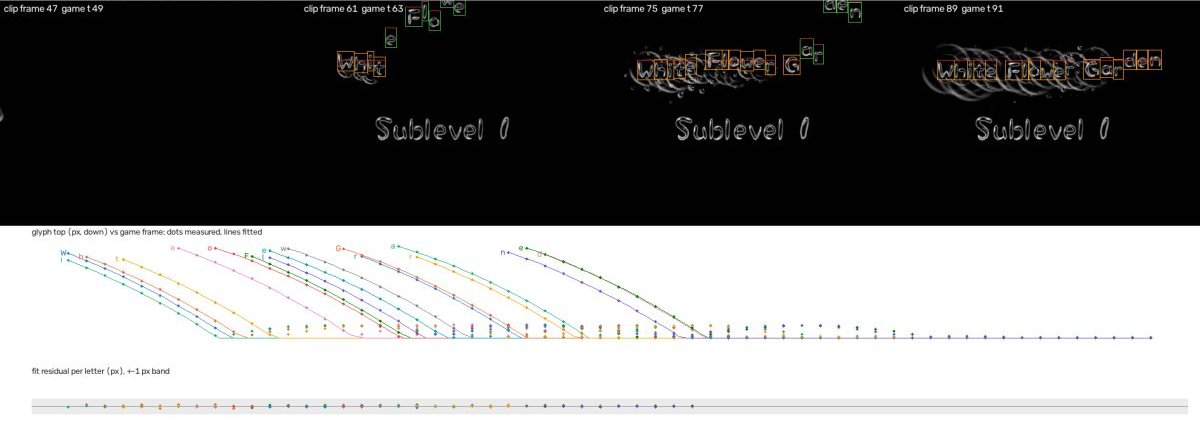 clip frame 47 game t 49
clip frame 61 game t 63
clip frame 75 game t 77
clip frame 89 game t 91
W h i t
e
F l o w e
White Flower G
a r
d e n
White Flower Garden
Sublevel 1
Sublevel 1
Sublevel 1
glyph top (px, down) vs game frame: dots measured, lines fitted
W i h t e o F l e w G r a r n e d
fit residual per letter (px), +-1 px band